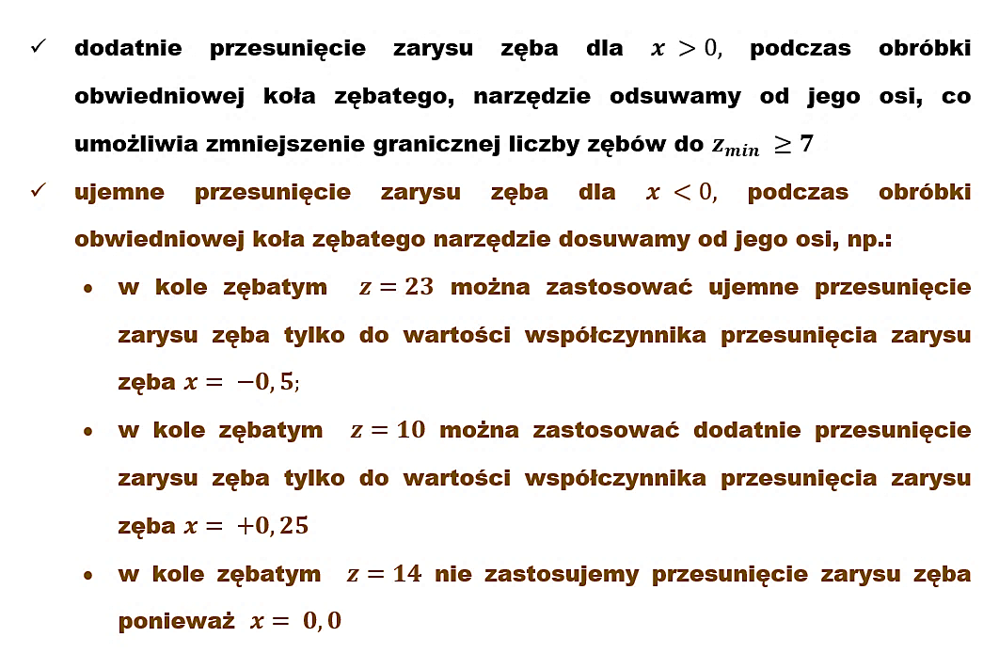 ✓ dodatnie przesunięcie zarysu zęba dla x > 0, podczas obróbki
obwiedniowej koła zębatego, narzędzie odsuwamy od jego osi, co
umożliwia zmniejszenie granicznej liczby zębów do z_min ≥ 7
✓ ujemne przesunięcie zarysu zęba dla x < 0, podczas obróbki
obwiedniowej koła zębatego narzędzie dosuwamy od jego osi, np.:
• w kole zębatym z = 23 można zastosować ujemne przesunięcie
zarysu zęba tylko do wartości współczynnika przesunięcia zarysu
zęba x = −0,5;
• w kole zębatym z = 10 można zastosować dodatnie przesunięcie
zarysu zęba tylko do wartości współczynnika przesunięcia zarysu
zęba x = +0,25
• w kole zębatym z = 14 nie zastosujemy przesunięcie zarysu zęba
ponieważ x = 0,0